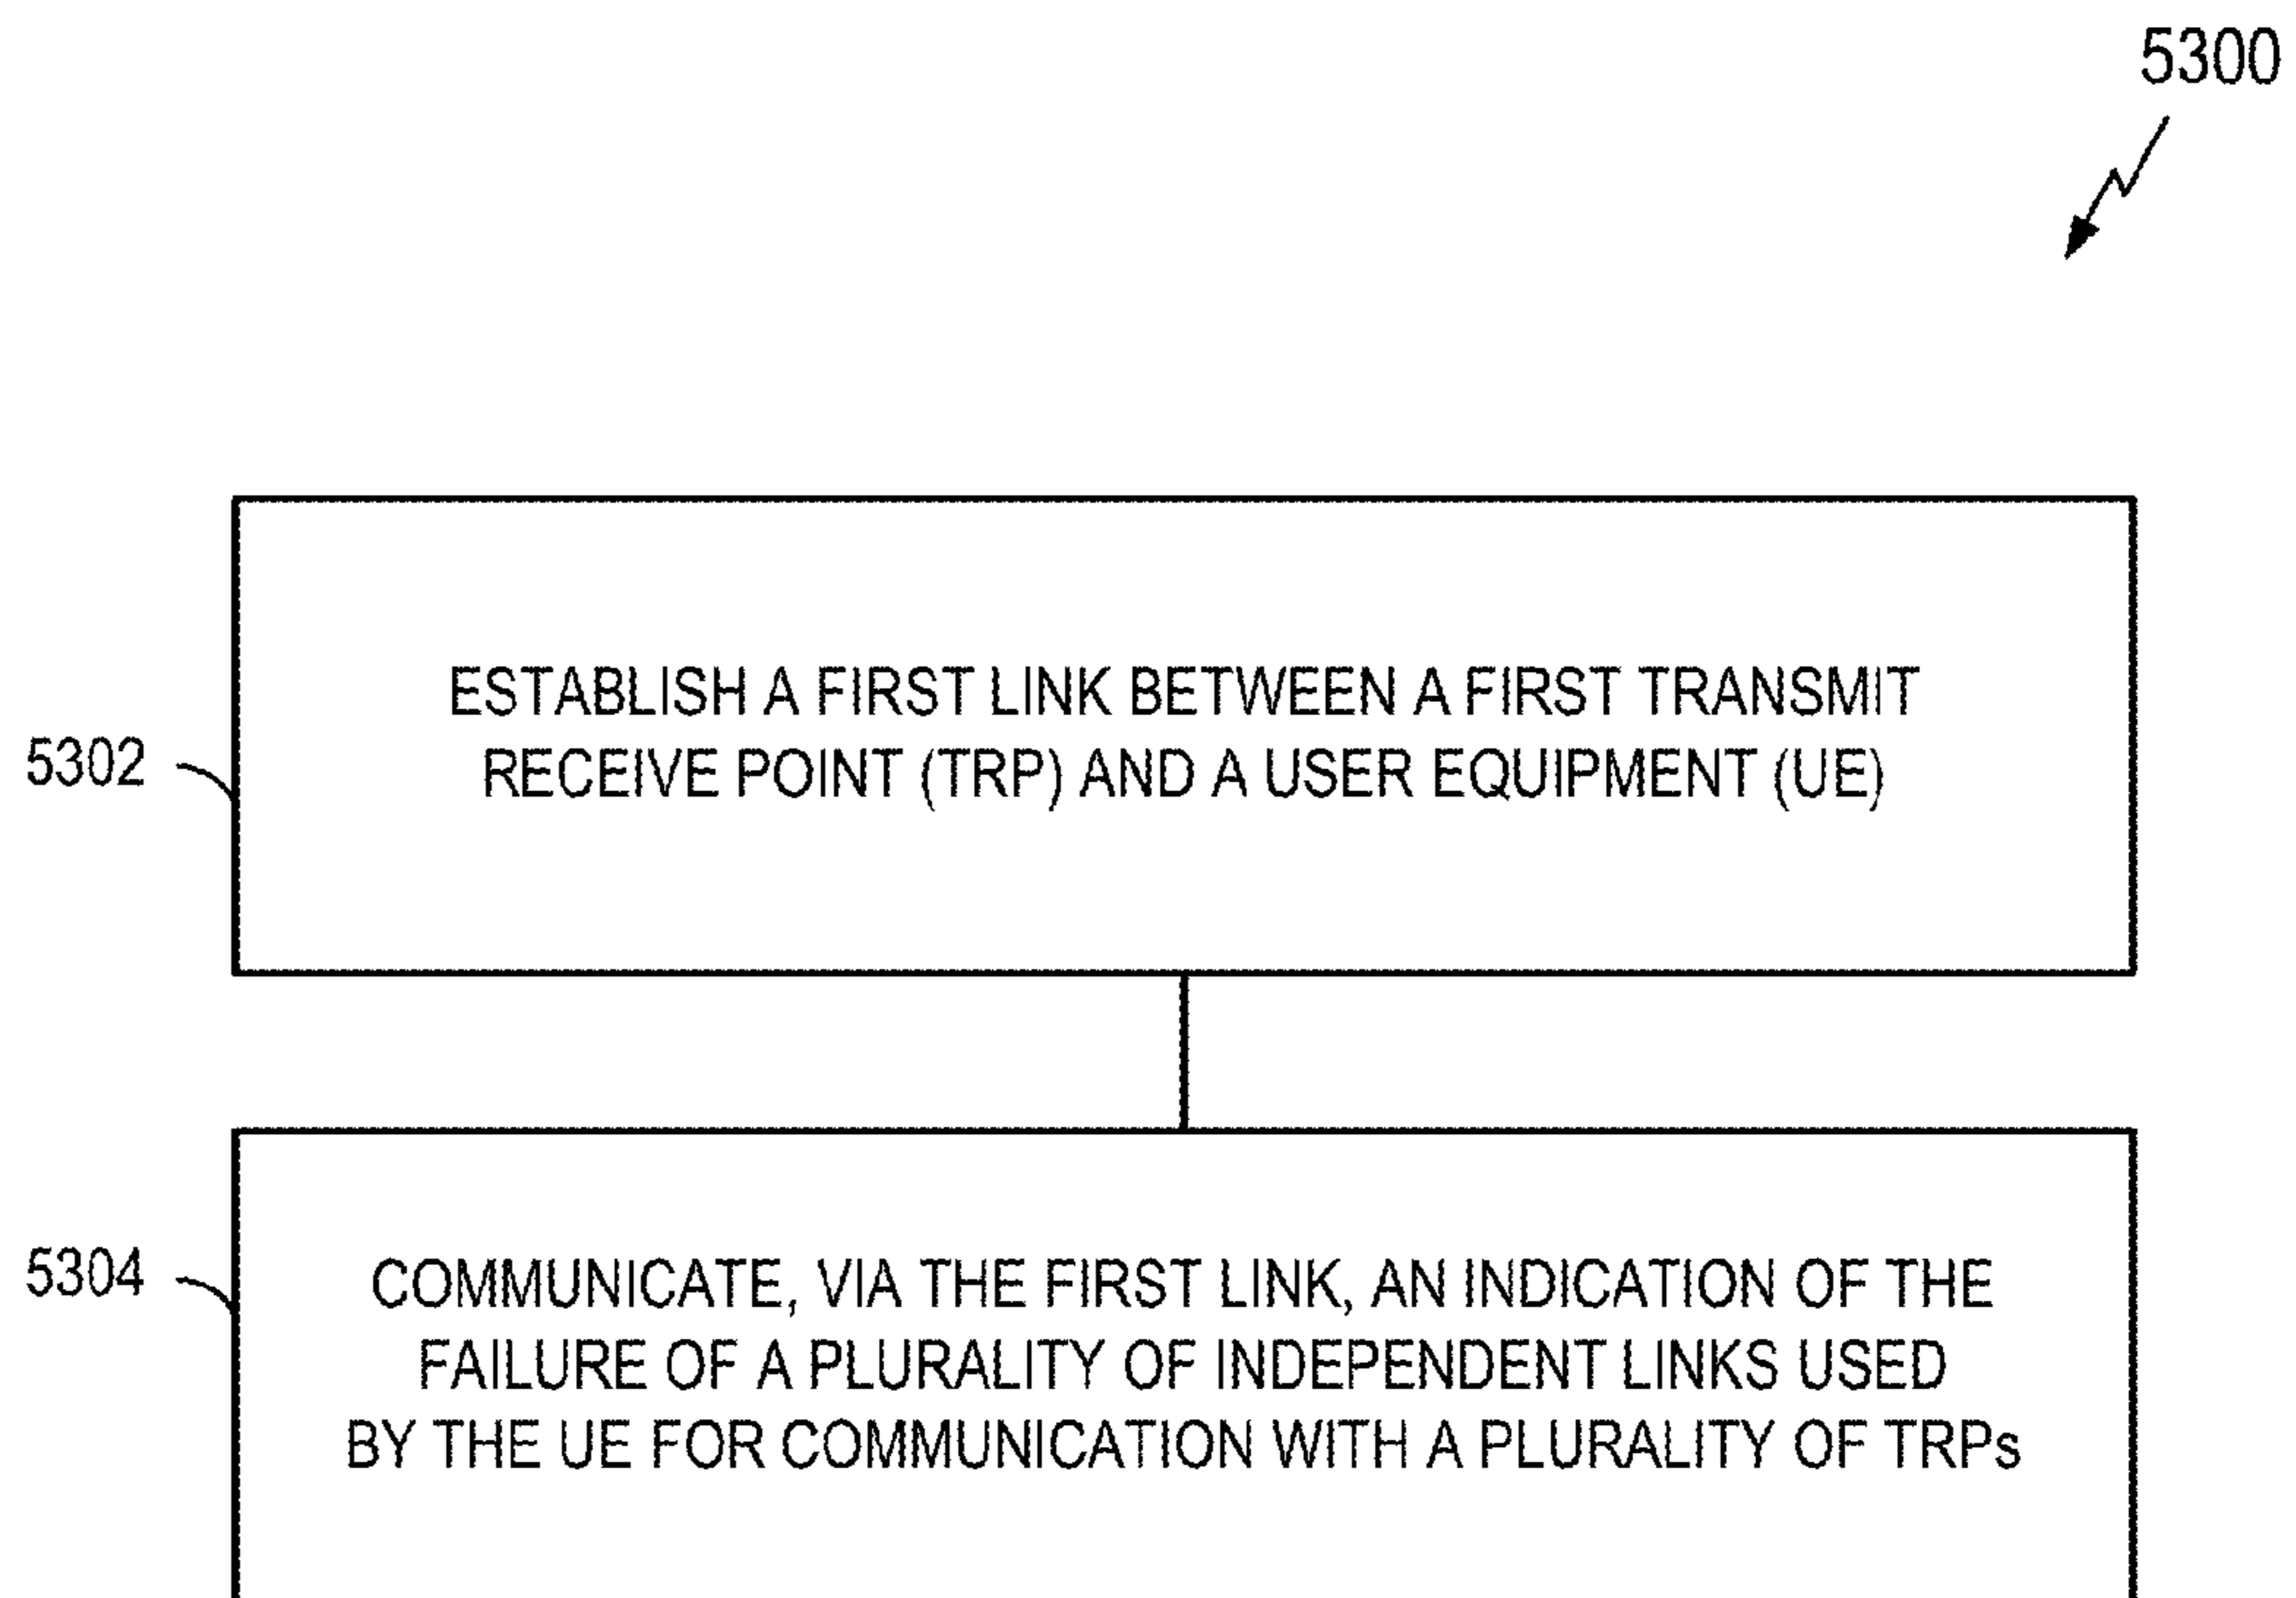 5300
5302
ESTABLISH A FIRST LINK BETWEEN A FIRST TRANSMIT
RECEIVE POINT (TRP) AND A USER EQUIPMENT (UE)
5304
COMMUNICATE, VIA THE FIRST LINK, AN INDICATION OF THE
FAILURE OF A PLURALITY OF INDEPENDENT LINKS USED
BY THE UE FOR COMMUNICATION WITH A PLURALITY OF TRPs